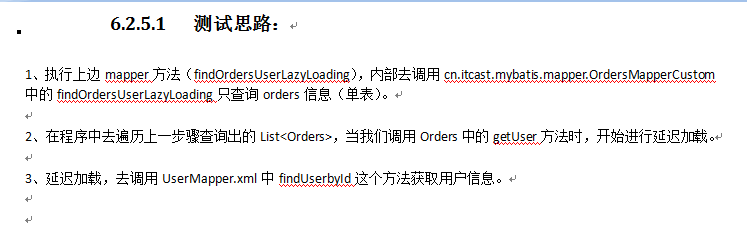 6.2.5.1 测试思路：
1、执行上边 mapper 方法（findOrdersUserLazyLoading），内部去调用 cn.itcast.mybatis.mapper.OrdersMapperCustom
中的 findOrdersUserLazyLoading 只查询 orders 信息（单表）。
2、在程序中去遍历上一步骤查询出的 List<Orders>，当我们调用 Orders 中的 getUser 方法时，开始进行延迟加载。
3、延迟加载，去调用 UserMapper.xml 中 findUserbyId 这个方法获取用户信息。